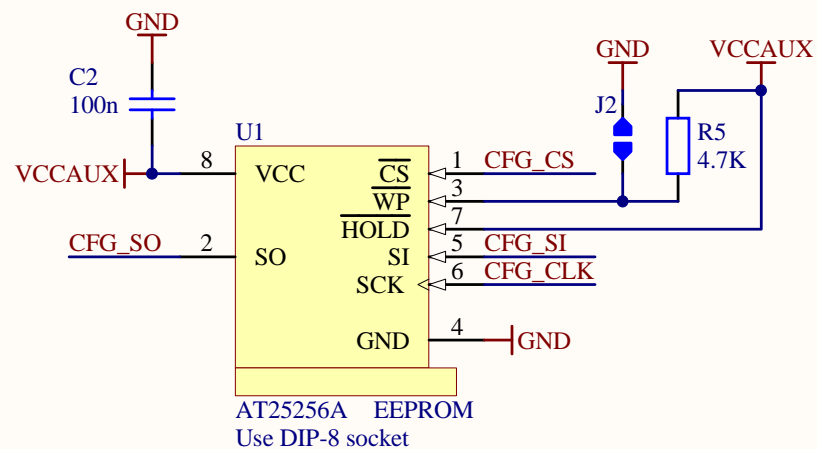 GND
C2
100n
VCCAUX
U1
8
VCC
CFG_SO
2
SO
GND
VCCAUX
J2
R5
4.7K
CS
1
CFG_CS
WP
3
HOLD
7
SI
5
CFG_SI
SCK
6
CFG_CLK
GND
4
GND
AT25256A EEPROM
Use DIP-8 socket